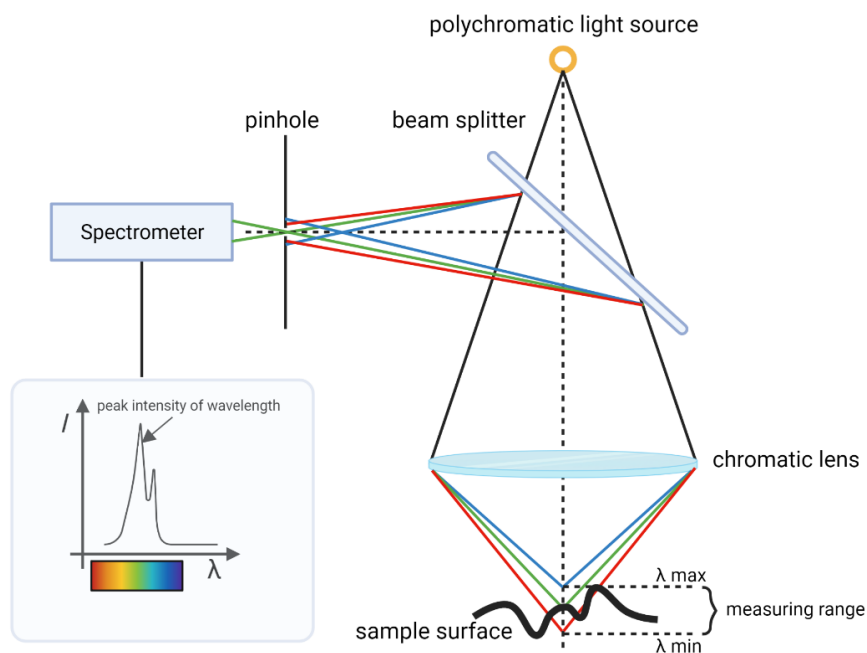 polychromatic light source
pinhole
beam splitter
Spectrometer
peak intensity of wavelength
I
λ
chromatic lens
λ max
measuring range
λ min
sample surface